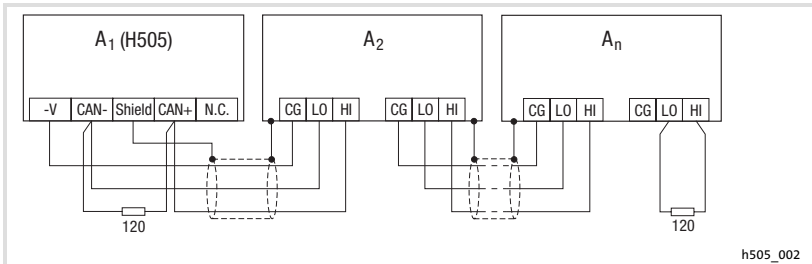 A1 (H505)
A2
An
-V CAN- Shield CAN+ N.C.
CG LO HI
CG LO HI
CG LO HI
CG LO HI
120
120
h505_002